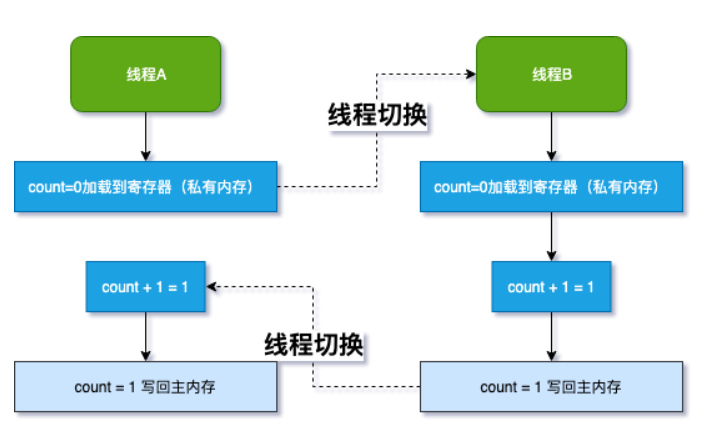 线程A
线程B
线程切换
count=0加载到寄存器（私有内存）
count=0加载到寄存器（私有内存）
count + 1 = 1
count + 1 = 1
线程切换
count = 1 写回主内存
count = 1 写回主内存